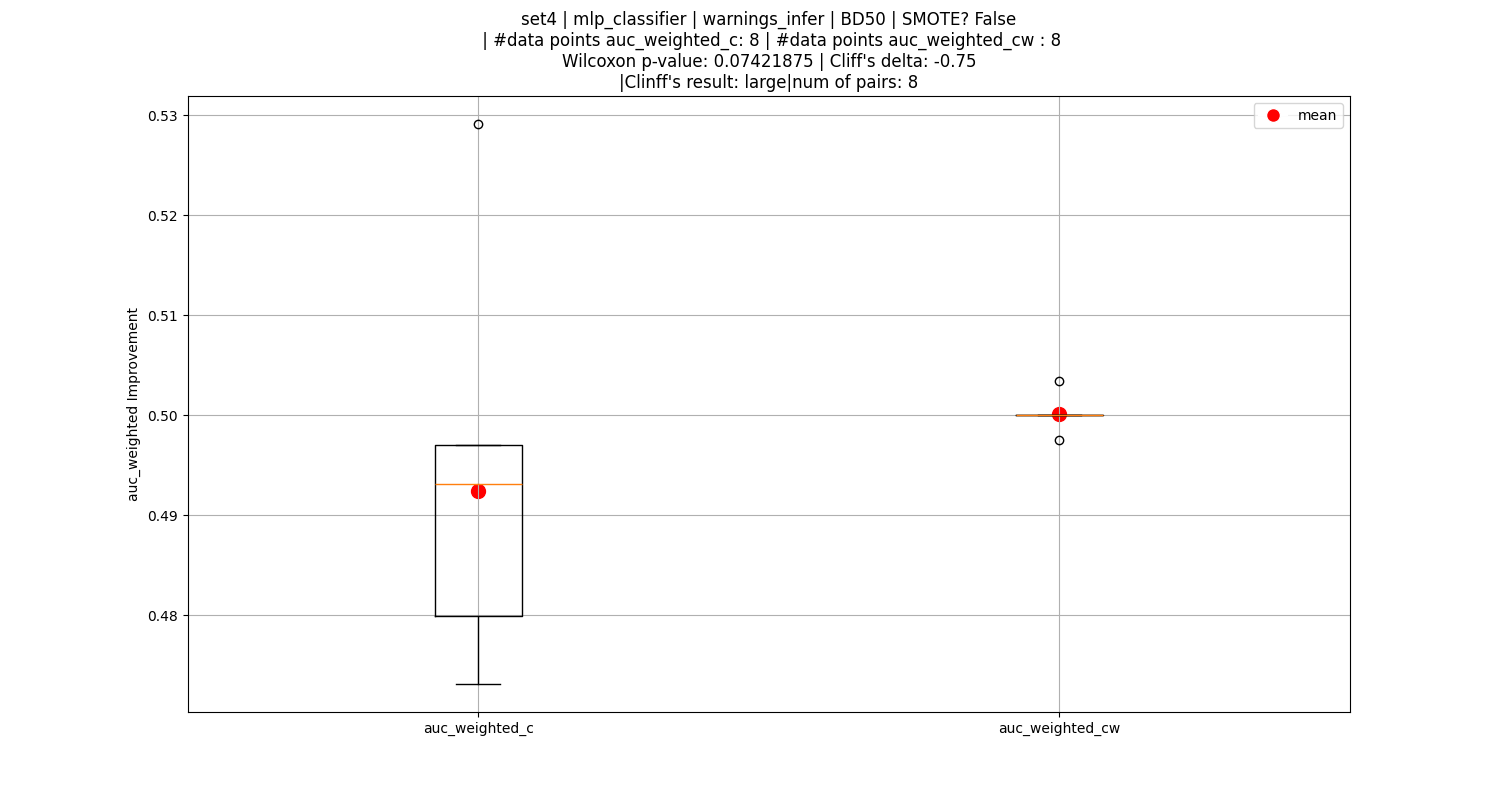 set4 | mlp_classifier | warnings_infer | BD50 | SMOTE? False
| #data points auc_weighted_c: 8 | #data points auc_weighted_cw : 8
Wilcoxon p-value: 0.07421875 | Cliff's delta: -0.75
|Clinff's result: large|num of pairs: 8
mean
0.53
0.52
0.51
0.50
0.49
0.48
auc_weighted Improvement
auc_weighted_c
auc_weighted_cw